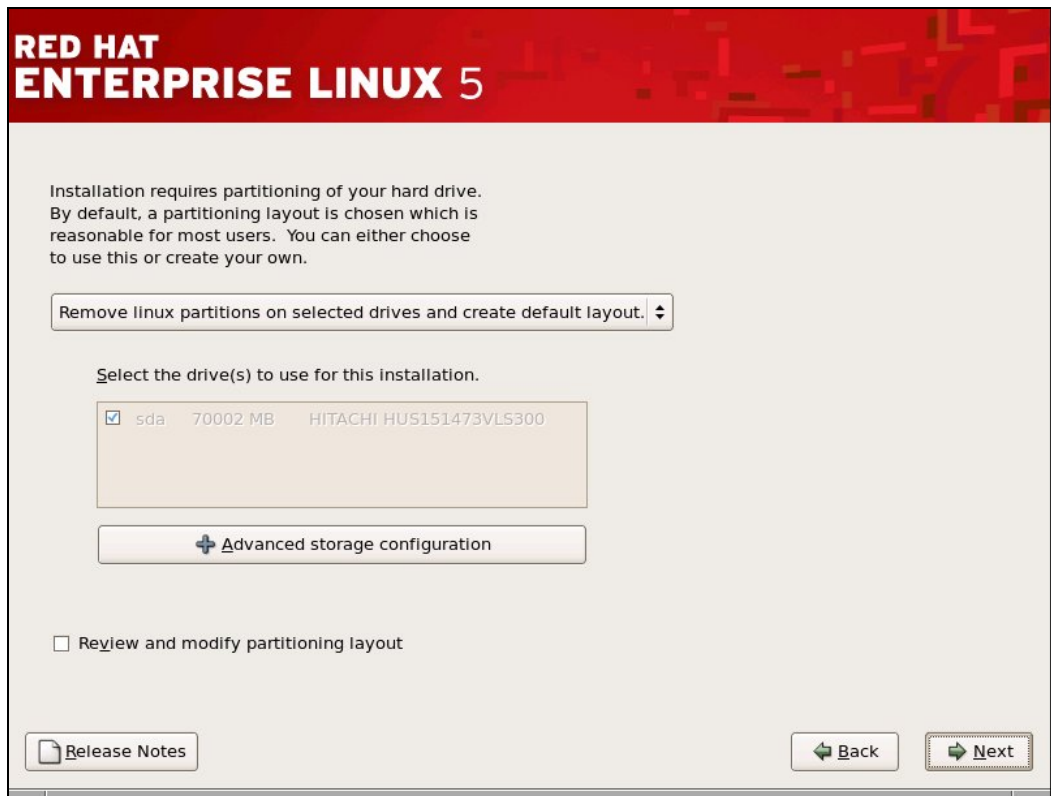 RED HAT
ENTERPRISE LINUX 5
Installation requires partitioning of your hard drive.
By default, a partitioning layout is chosen which is
reasonable for most users. You can either choose
to use this or create your own.
Remove linux partitions on selected drives and create default layout.
Select the drive(s) to use for this installation.
sda 70002 MB HITACHI HUS151473VLS300
Advanced storage configuration
Review and modify partitioning layout
Release Notes
Back
Next